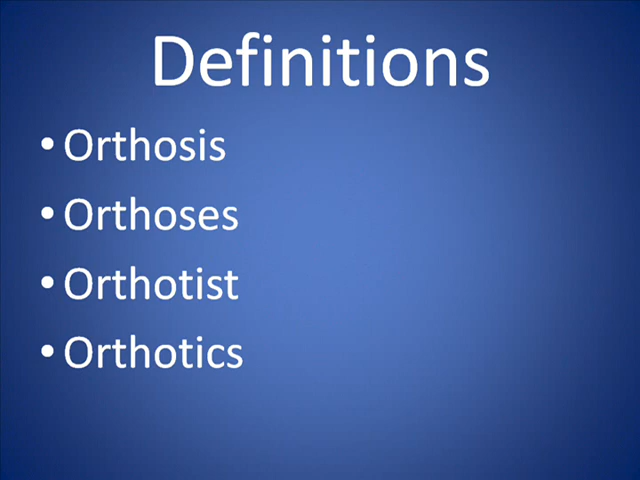 Definitions
• Orthosis
• Orthoses
• Orthotist
• Orthotics